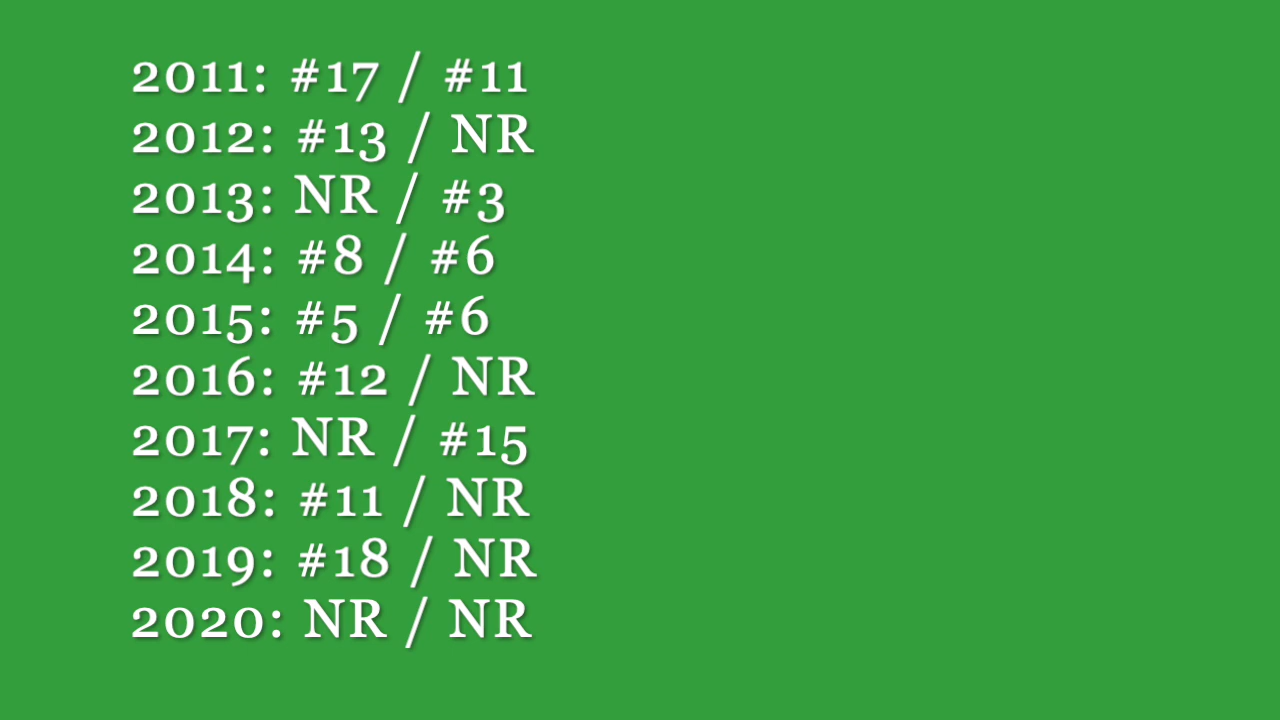 2011: #17 / #11
2012: #13 / NR
2013: NR / #3
2014: #8 / #6
2015: #5 / #6
2016: #12 / NR
2017: NR / #15
2018: #11 / NR
2019: #18 / NR
2020: NR / NR